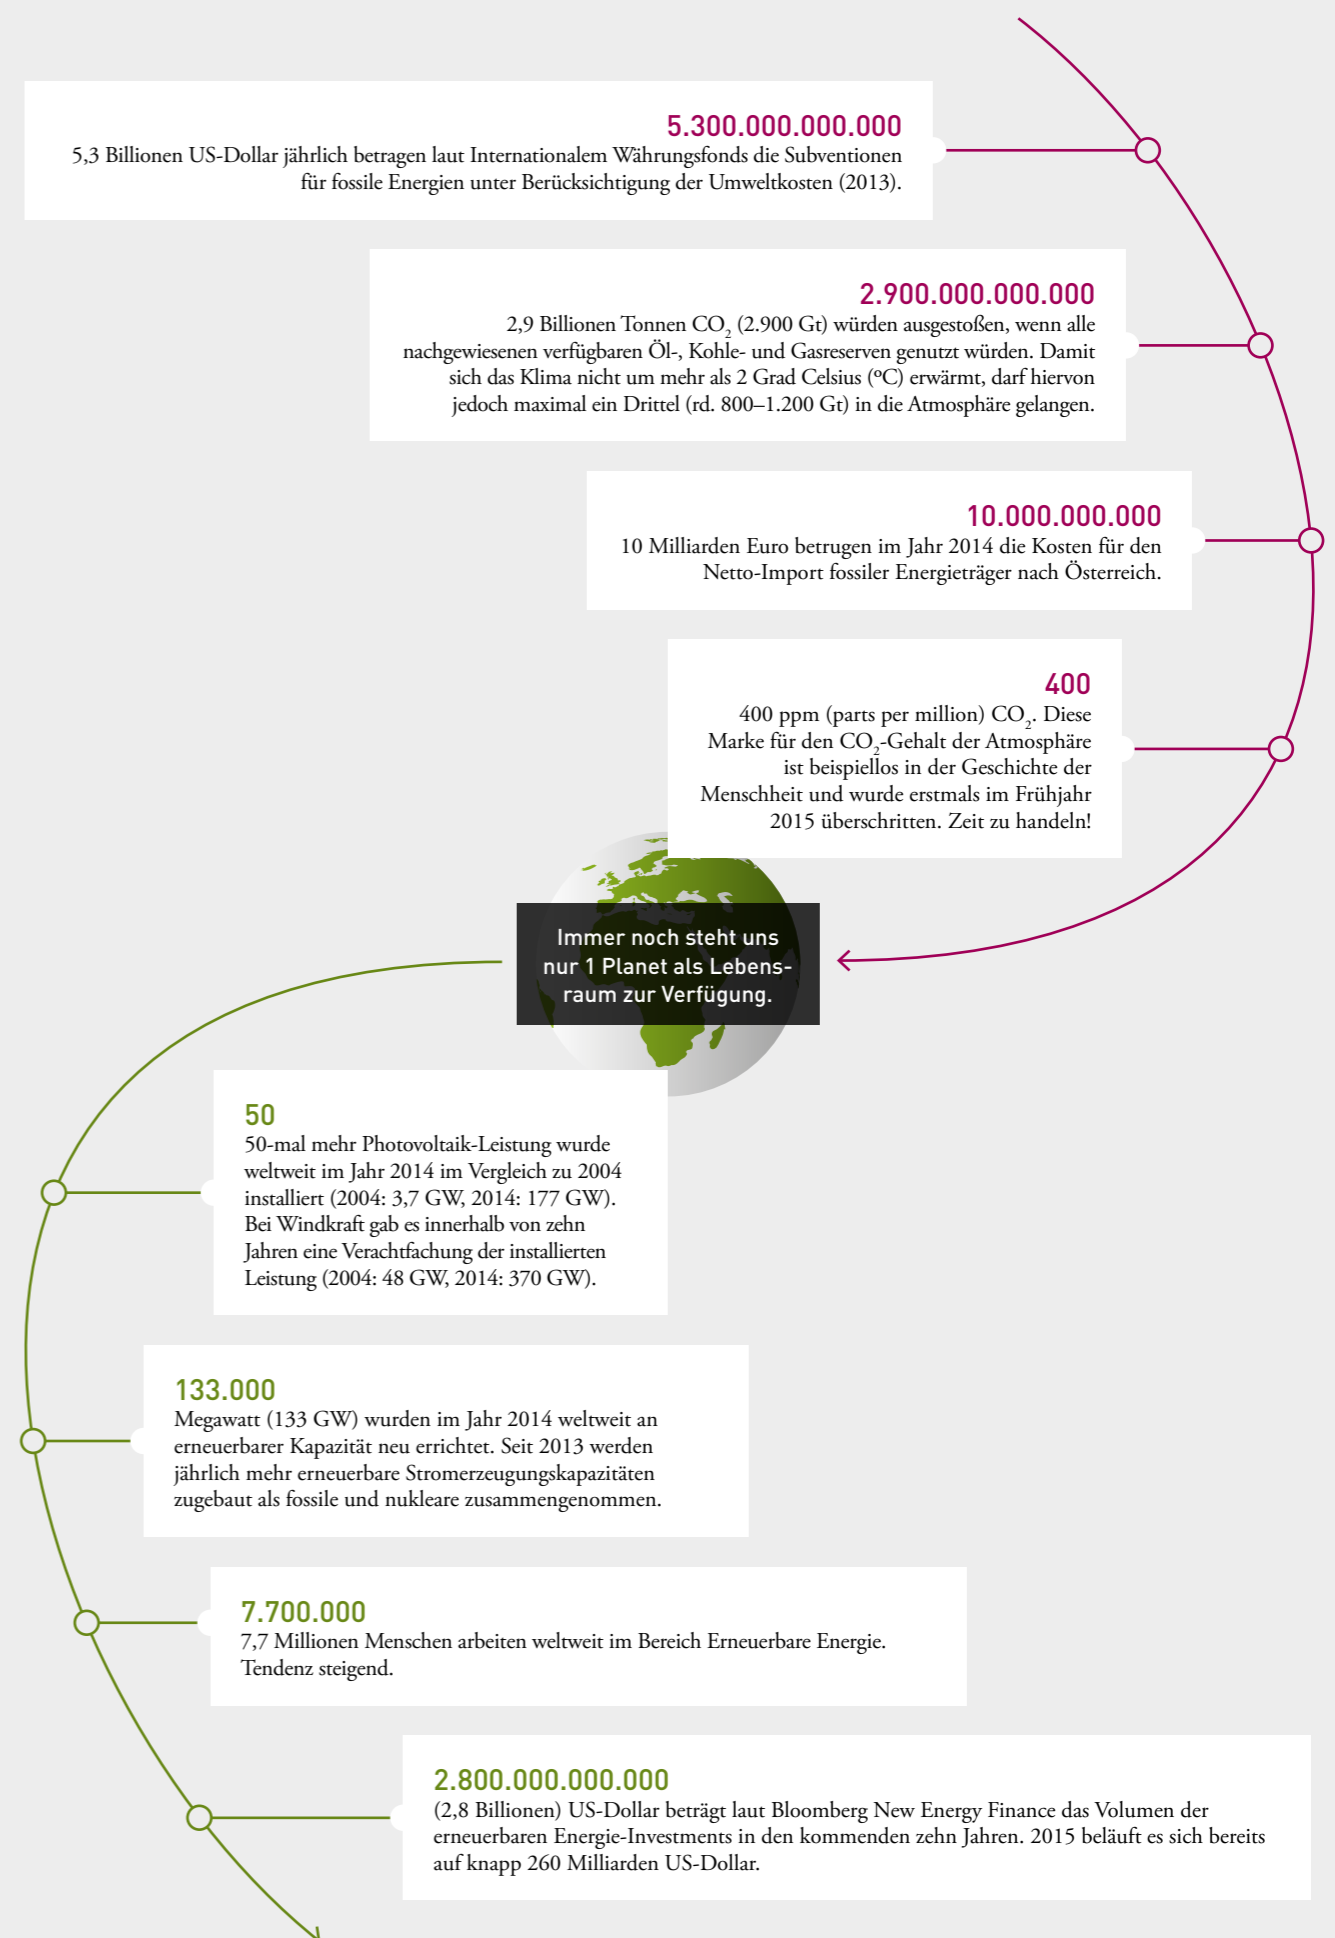 5.300.000.000.000
5,3 Billionen US-Dollar jährlich betragen laut Internationalem Währungsfonds die Subventionen
für fossile Energien unter Berücksichtigung der Umweltkosten (2013).
2.900.000.000.000
2,9 Billionen Tonnen CO₂ (2.900 Gt) würden ausgestoßen, wenn alle
nachgewiesenen verfügbaren Öl-, Kohle- und Gasreserven genutzt würden. Damit
sich das Klima nicht um mehr als 2 Grad Celsius (ºC) erwärmt, darf hiervon
jedoch maximal ein Drittel (rd. 800–1.200 Gt) in die Atmosphäre gelangen.
10.000.000.000
10 Milliarden Euro betrugen im Jahr 2014 die Kosten für den
Netto-Import fossiler Energieträger nach Österreich.
400
400 ppm (parts per million) CO₂. Diese
Marke für den CO₂-Gehalt der Atmosphäre
ist beispiellos in der Geschichte der
Menschheit und wurde erstmals im Frühjahr
2015 überschritten. Zeit zu handeln!
Immer noch steht uns
nur 1 Planet als Lebens-
raum zur Verfügung.
50
50-mal mehr Photovoltaik-Leistung wurde
weltweit im Jahr 2014 im Vergleich zu 2004
installiert (2004: 3,7 GW, 2014: 177 GW).
Bei Windkraft gab es innerhalb von zehn
Jahren eine Verachtfachung der installierten
Leistung (2004: 48 GW, 2014: 370 GW).
133.000
Megawatt (133 GW) wurden im Jahr 2014 weltweit an
erneuerbarer Kapazität neu errichtet. Seit 2013 werden
jährlich mehr erneuerbare Stromerzeugungskapazitäten
zugebaut als fossile und nukleare zusammengenommen.
7.700.000
7,7 Millionen Menschen arbeiten weltweit im Bereich Erneuerbare Energie.
Tendenz steigend.
2.800.000.000.000
(2,8 Billionen) US-Dollar beträgt laut Bloomberg New Energy Finance das Volumen der
erneuerbaren Energie-Investments in den kommenden zehn Jahren. 2015 beläuft es sich bereits
auf knapp 260 Milliarden US-Dollar.